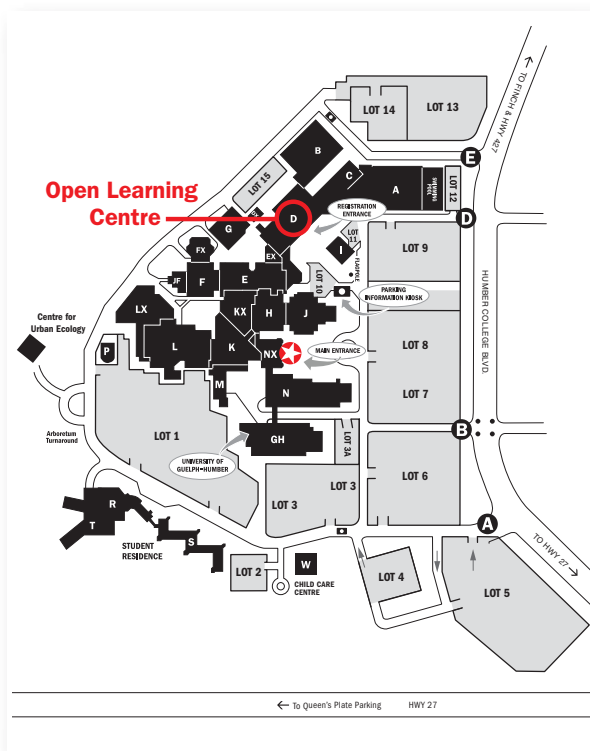 TO FINCH & HWY 427
LOT 14
LOT 13
B
E
LOT 15
C
A
SWIMMING
POOL
LOT 12
Open Learning
Centre
REGISTRATION
ENTRANCE
D
D
G
LOT
11
I
LOT 9
FX
EX
FLAGPOLE
JF
F
E
LOT 10
PARKING
INFORMATION KIOSK
HUMBER COLLEGE BLVD.
LX
KX
H
J
Centre for
Urban Ecology
P
L
K
NX
MAIN ENTRANCE
LOT 8
M
N
LOT 7
LOT 1
GH
LOT 3A
B
Arboretum
Turnaround
UNIVERSITY OF
GUELPH-HUMBER
LOT 3
LOT 6
LOT 3
R
T
A
STUDENT
RESIDENCE
S
TO HWY 27
LOT 2
W
CHILD CARE
CENTRE
LOT 4
LOT 5
To Queen's Plate Parking
HWY 27